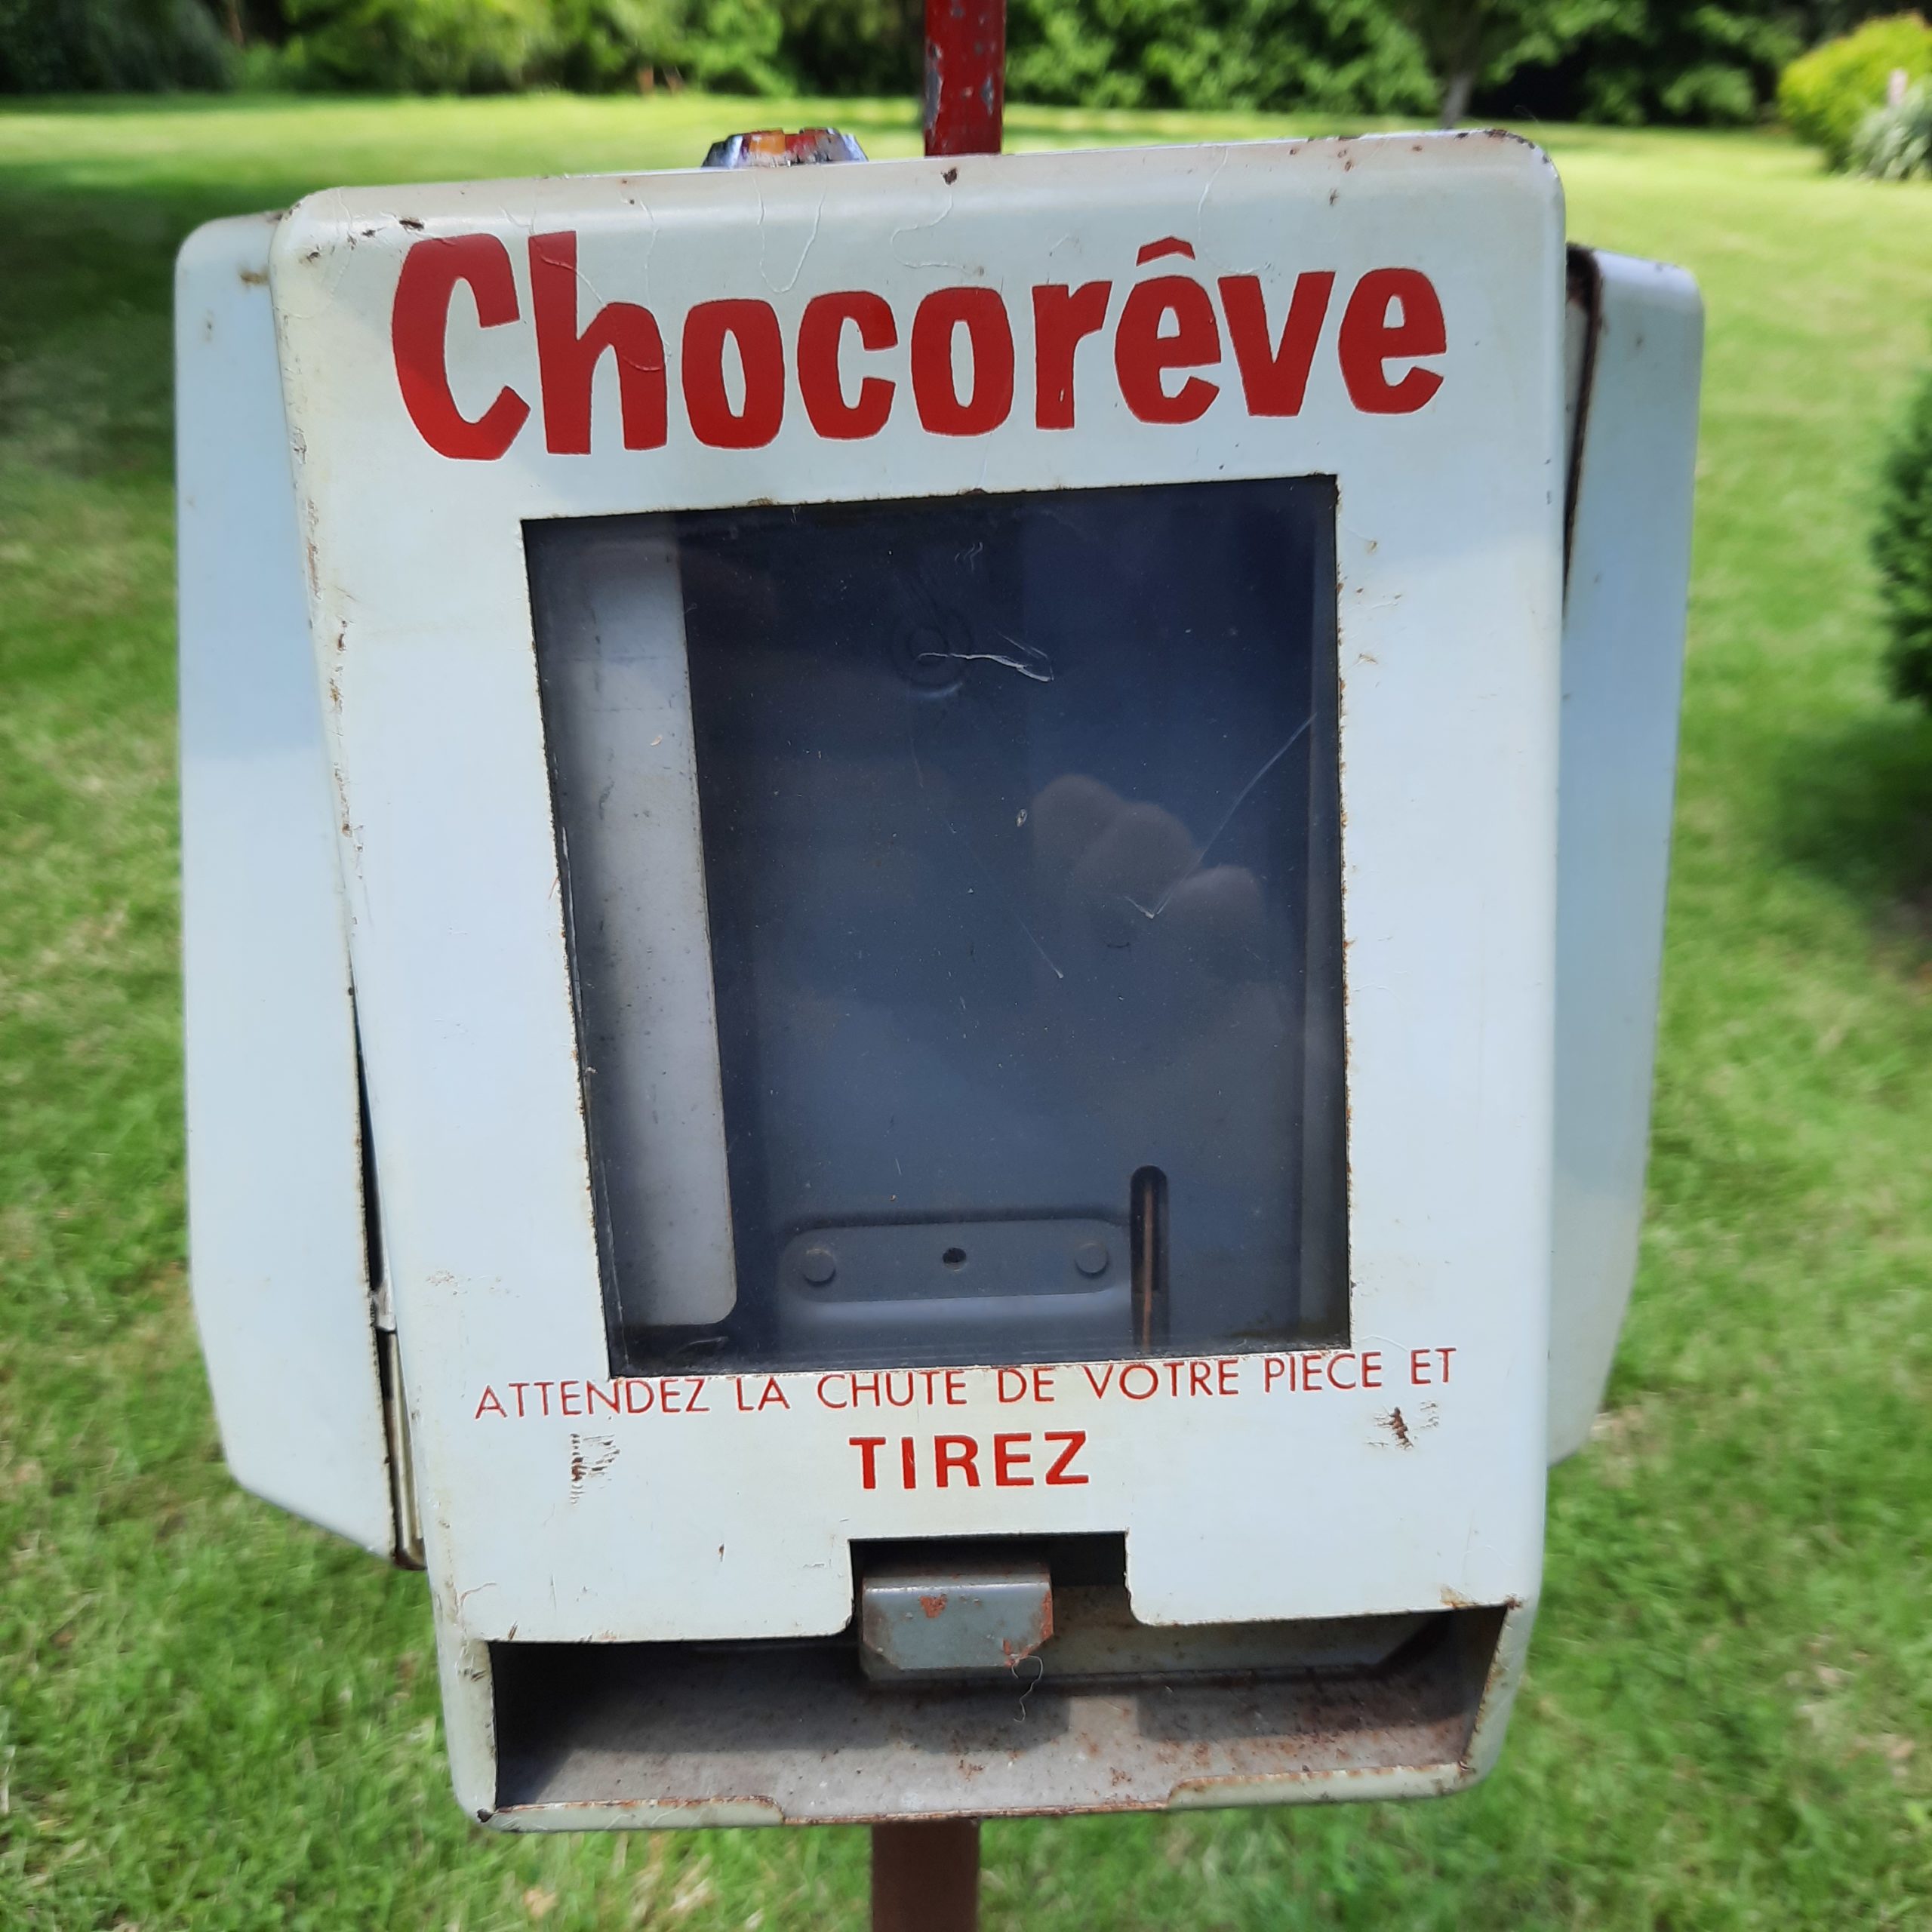 Chocorêve
ATTENDEZ LA CHUTE DE VOTRE PIECE ET
TIREZ